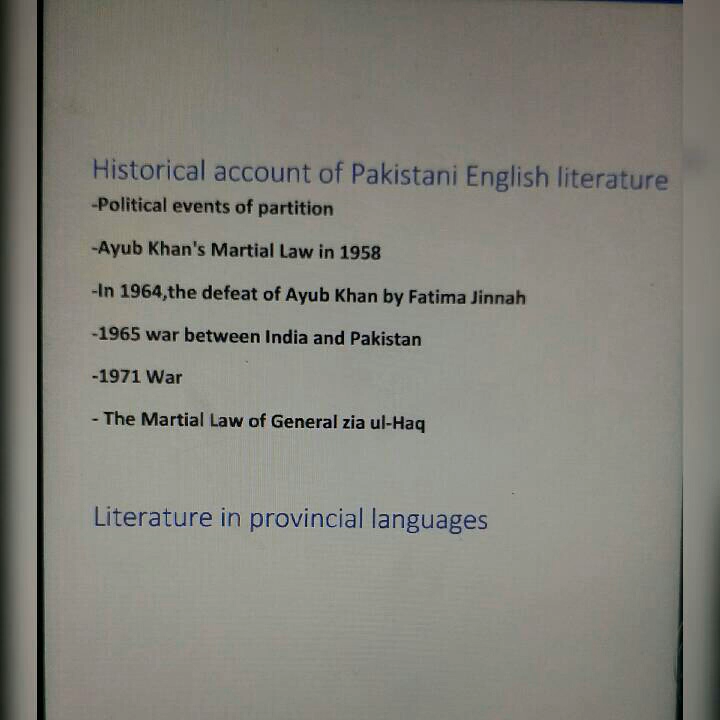 Historical account of Pakistani English literature
-Political events of partition
-Ayub Khan's Martial Law in 1958
-In 1964,the defeat of Ayub Khan by Fatima Jinnah
-1965 war between India and Pakistan
-1971 War
- The Martial Law of General zia ul-Haq
Literature in provincial languages